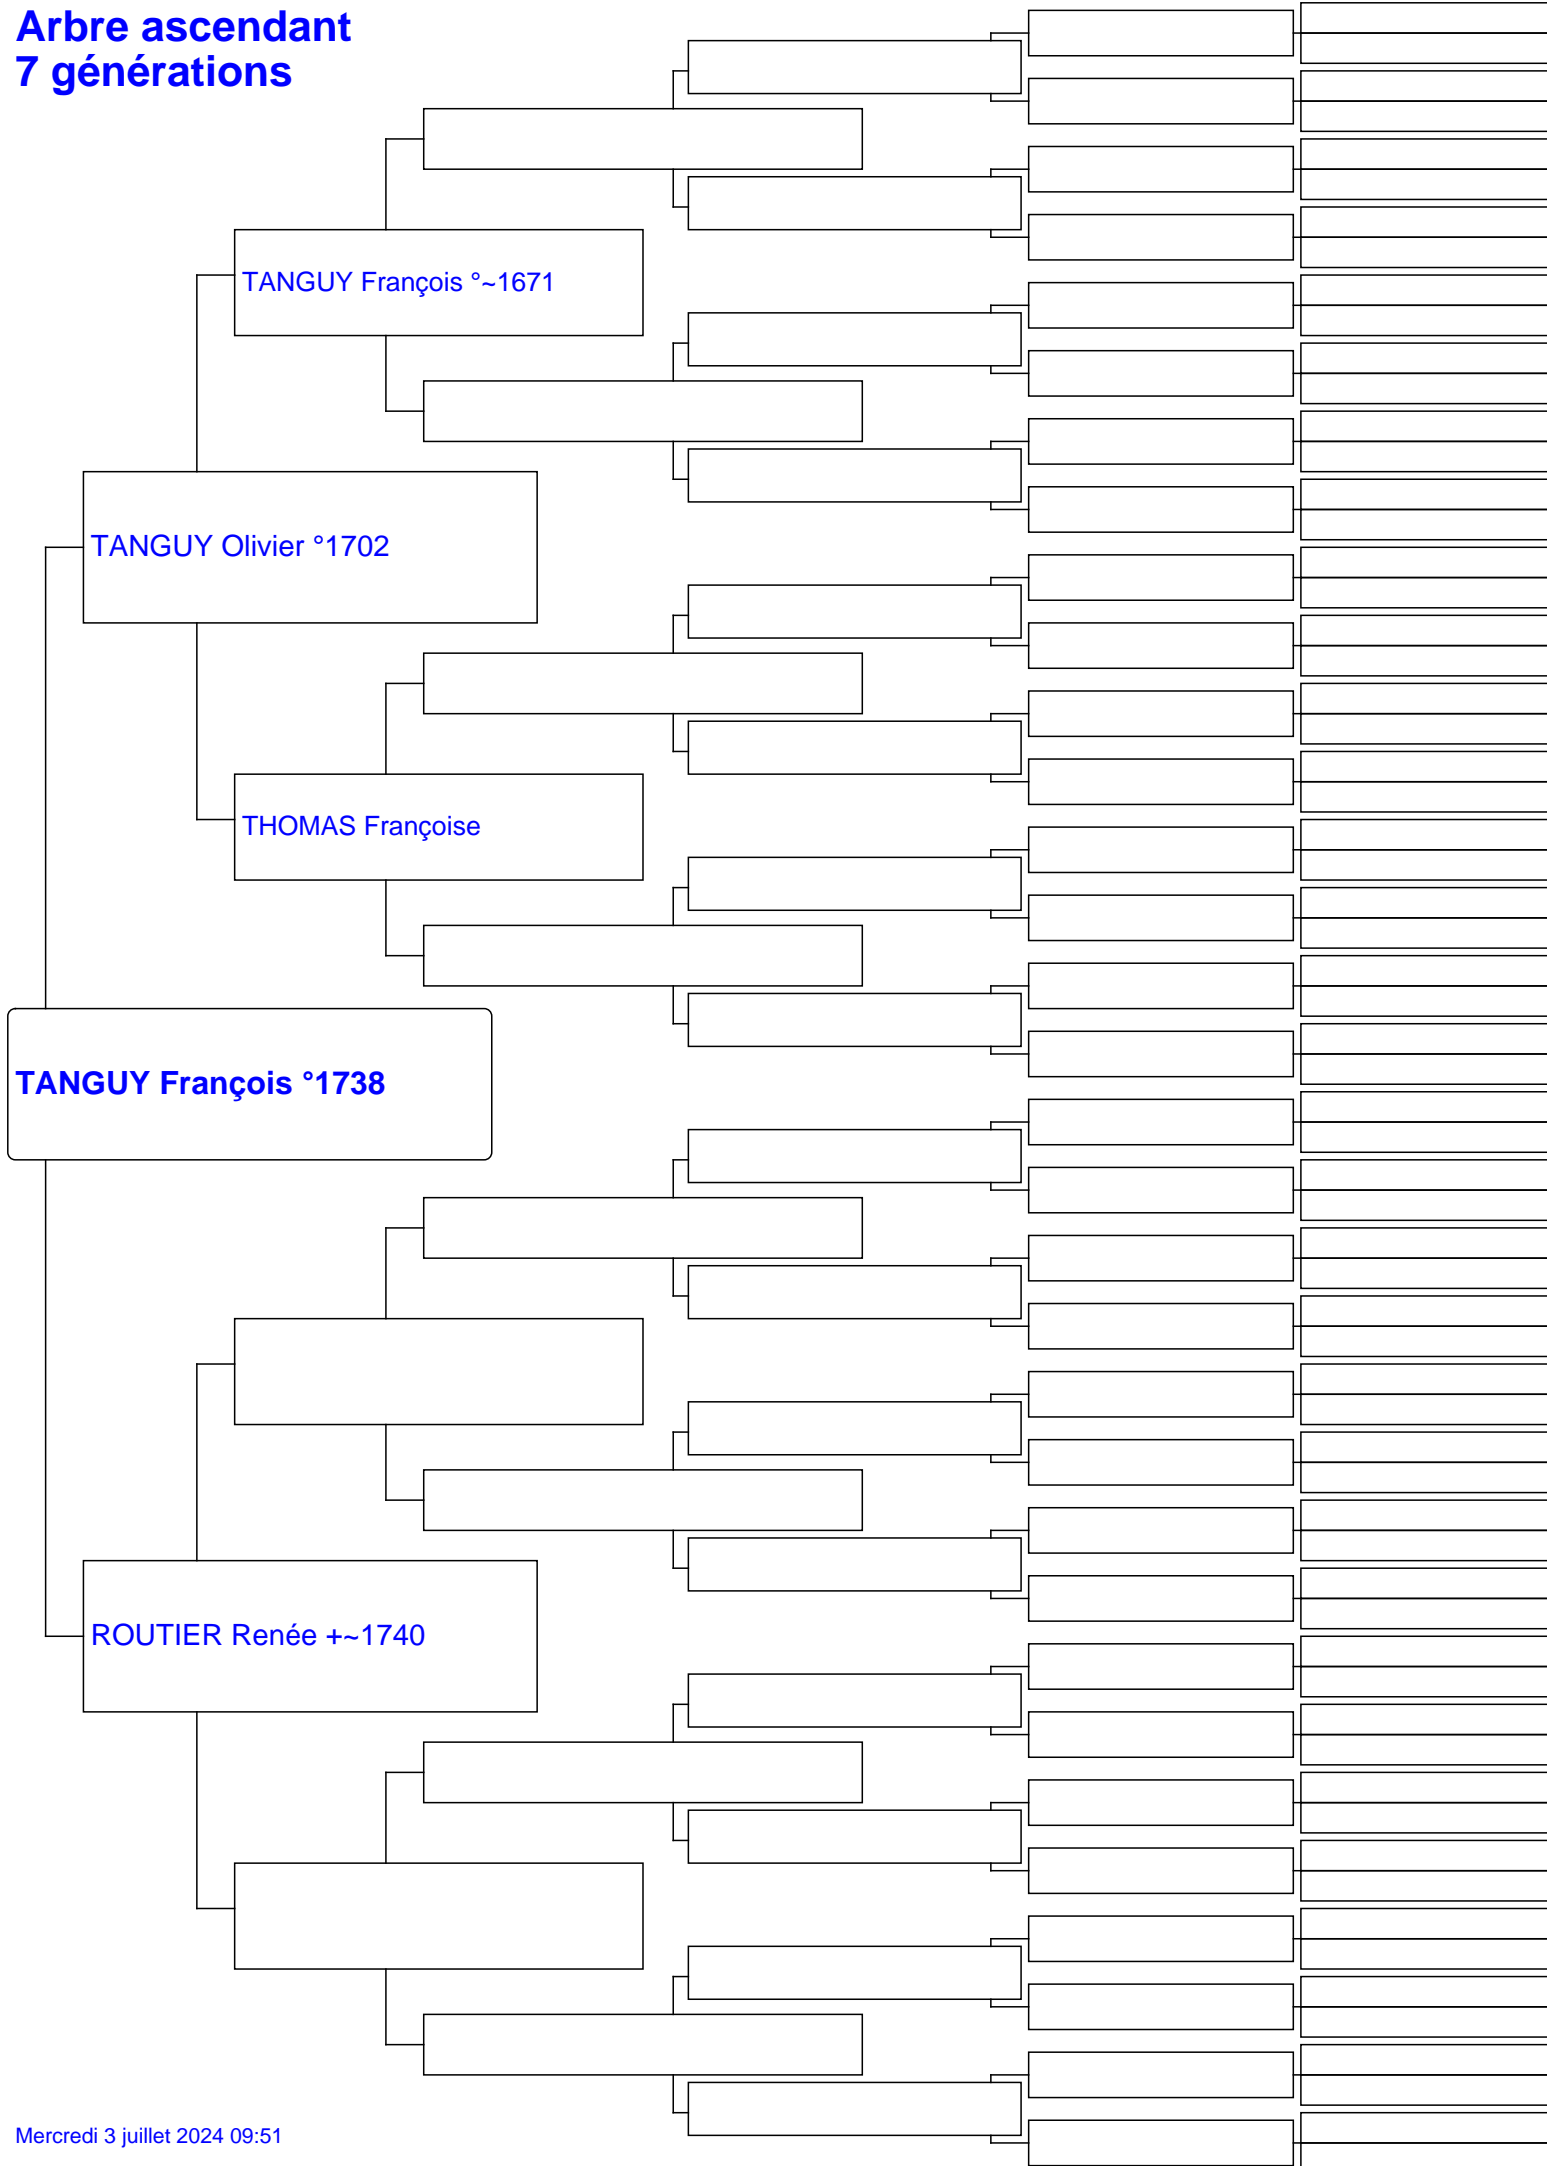 Arbre ascendant
7 générations
TANGUY François °~1671
TANGUY Olivier °1702
THOMAS Françoise
TANGUY François °1738
ROUTIER Renée +~1740
Mercredi 3 juillet 2024 09:51